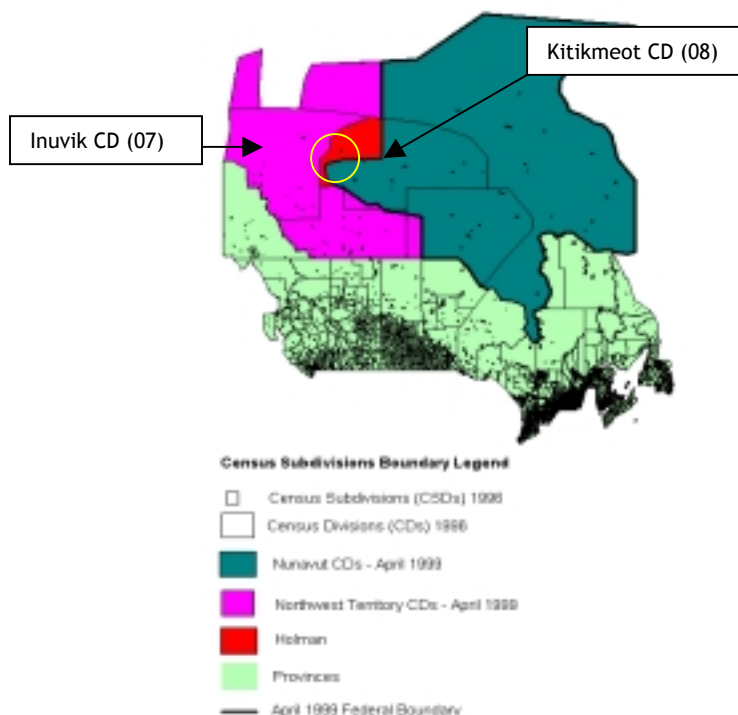 Kitikmeot CD (08)
Inuvik CD (07)
Census Subdivisions Boundary Legend
Census Subdivisions (CSDs) 1996
Census Divisions (CDs) 1996
Nunavut CDs - April 1999
Northwest Territory CDs - April 1999
Holman
Provinces
April 1999 Federal Boundary